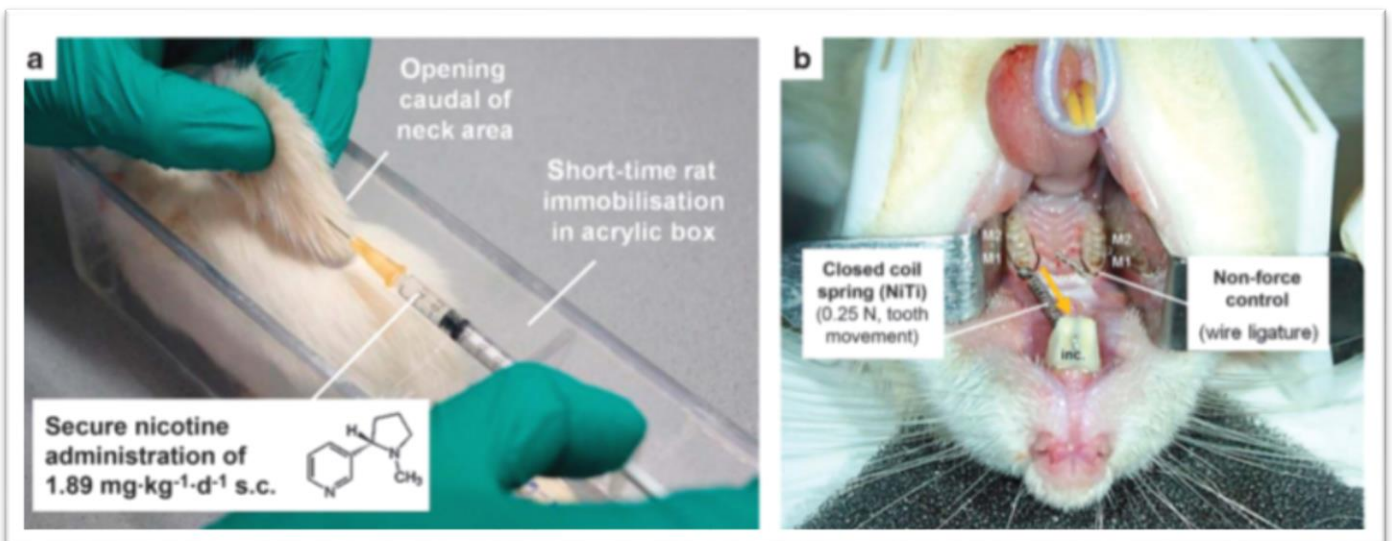 a
Opening
caudal of
neck area
Short-time rat
immobilisation
in acrylic box
Secure nicotine
administration of
1.89 mg·kg⁻¹·d⁻¹ s.c.
H
N
CH₃
N
b
M2
M1
M2
M1
Closed coil
spring (NiTi)
(0.25 N, tooth
movement)
Non-force
control
(wire ligature)
inc.